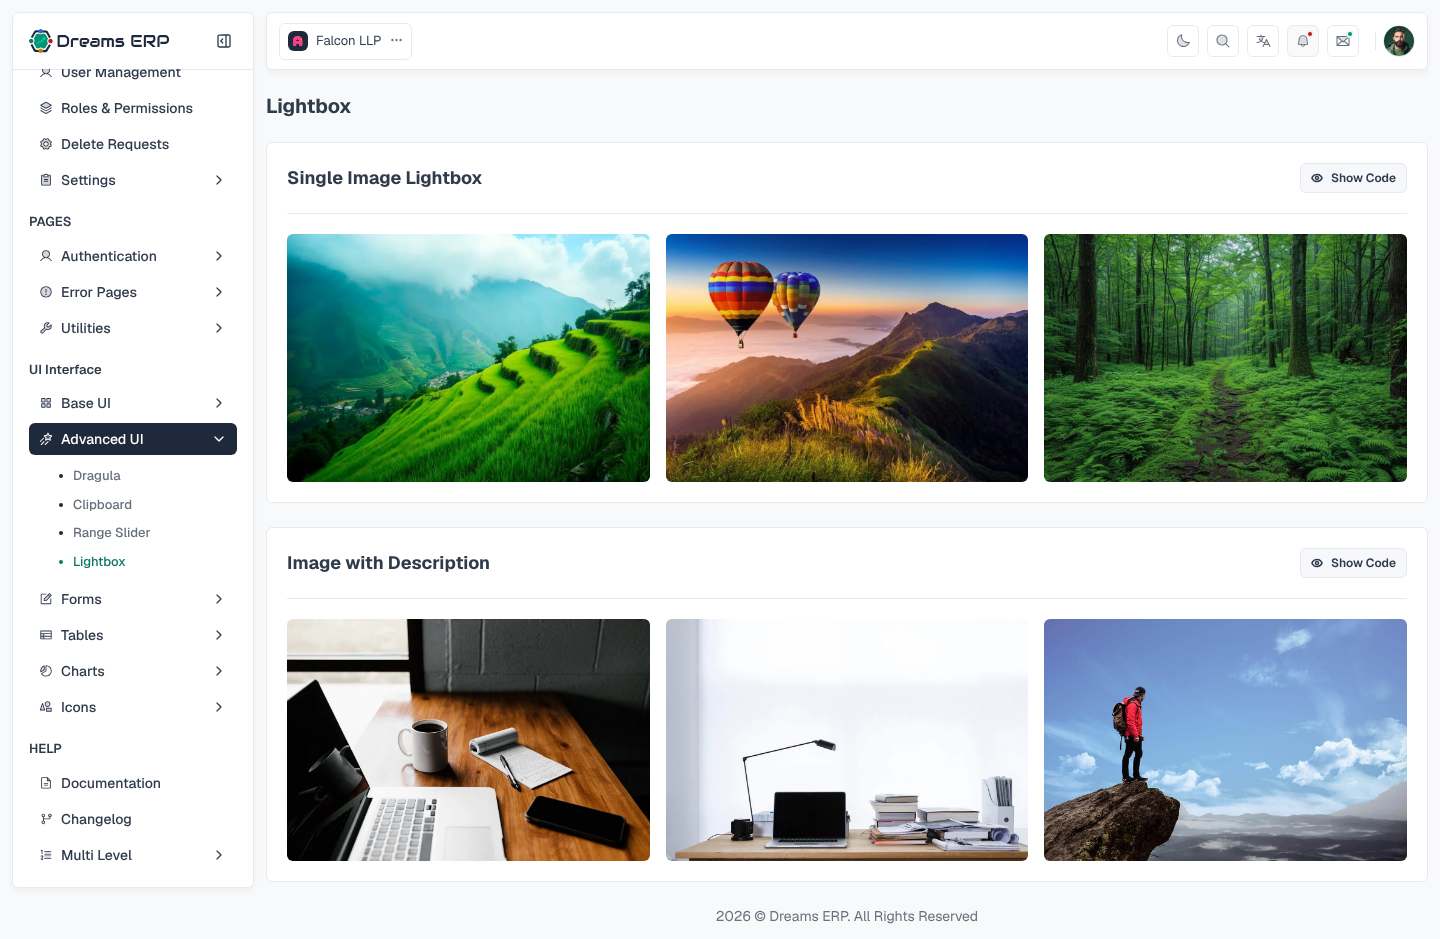 Dreams ERP
User Management
Roles & Permissions
Delete Requests
Settings
PAGES
Authentication
Error Pages
Utilities
UI Interface
Base UI
Advanced UI
Dragula
Clipboard
Range Slider
Lightbox
Forms
Tables
Charts
Icons
HELP
Documentation
Changelog
Multi Level
Falcon LLP
Lightbox
Single Image Lightbox
Show Code
Image with Description
Show Code
2026 © Dreams ERP. All Rights Reserved